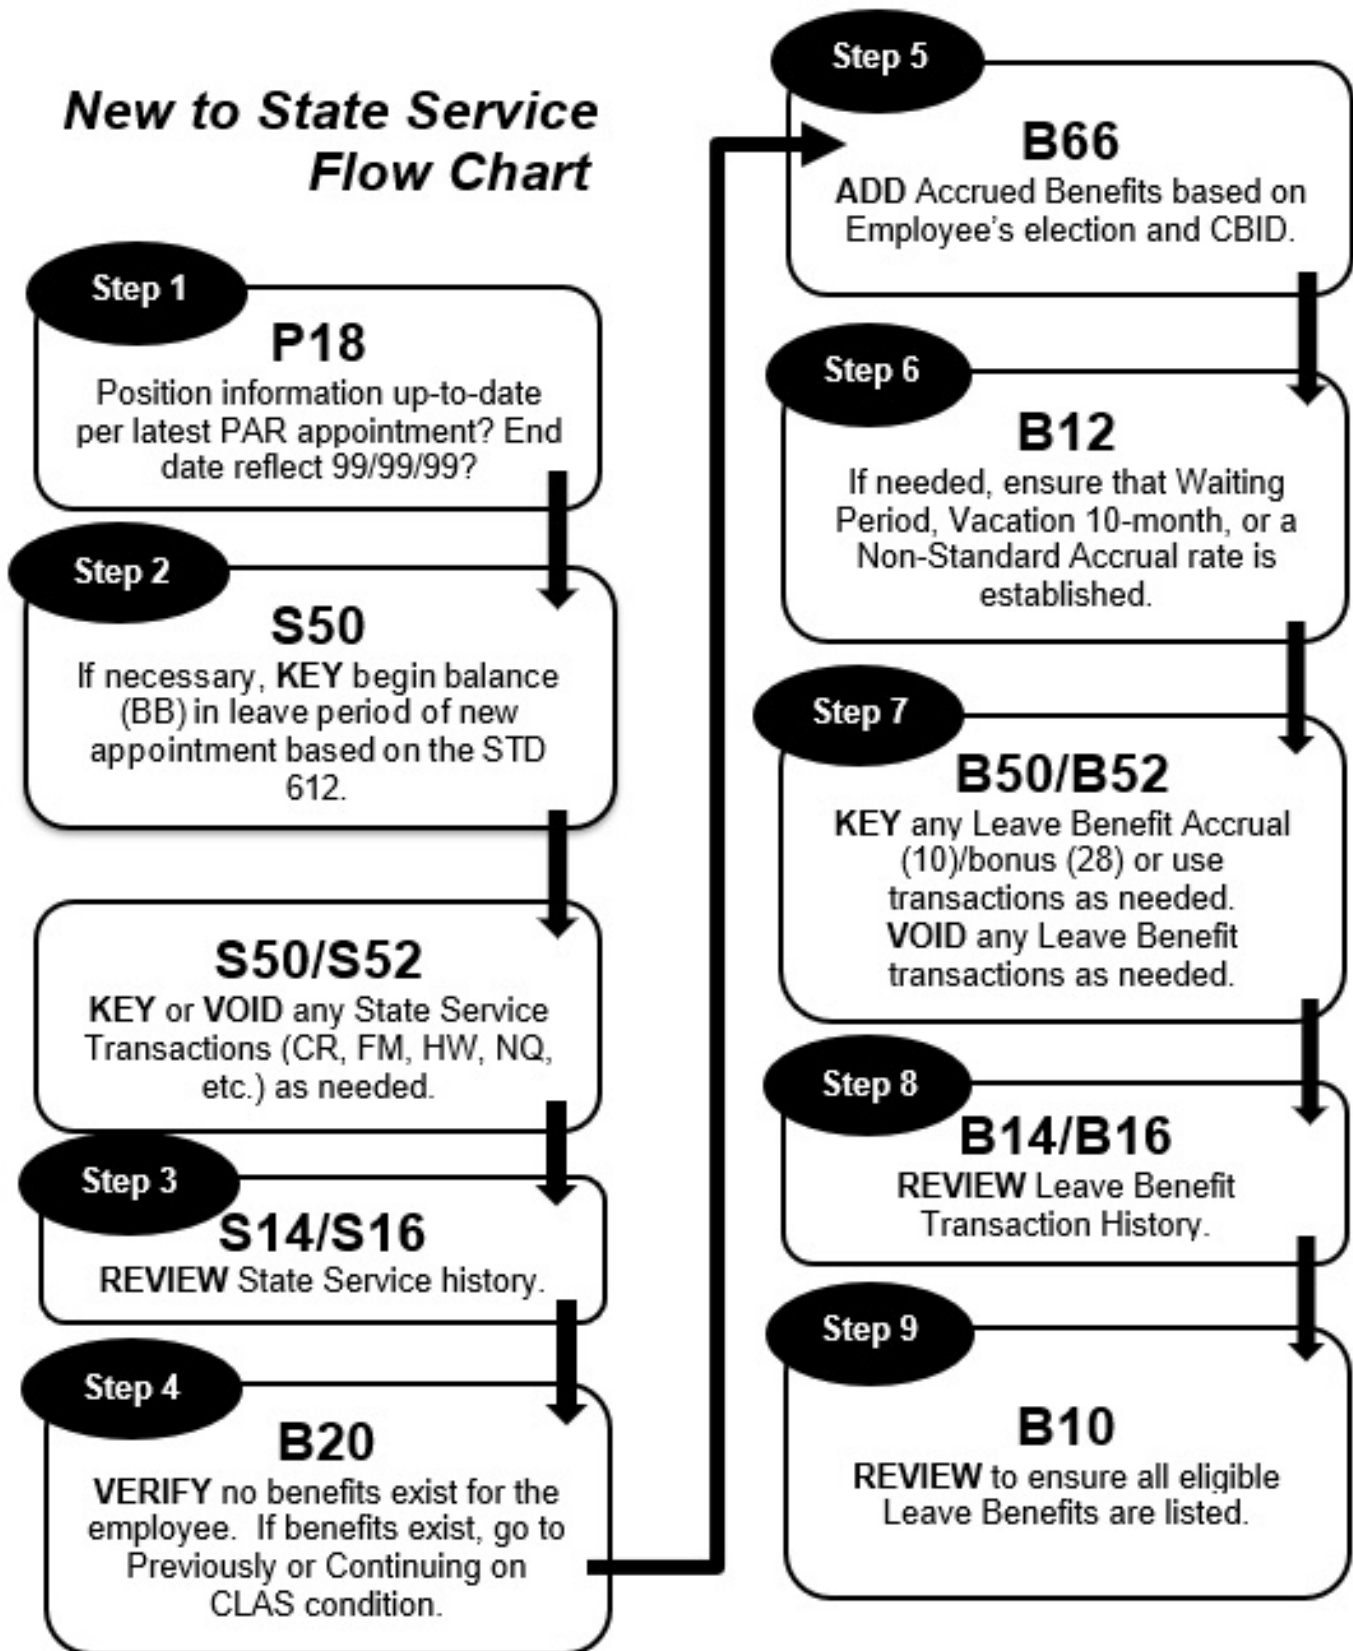 New to State Service
Flow Chart
Step 1
P18
Position information up-to-date
per latest PAR appointment? End
date reflect 99/99/99?
Step 2
S50
If necessary, KEY begin balance
(BB) in leave period of new
appointment based on the STD
612.
S50/S52
KEY or VOID any State Service
Transactions (CR, FM, HW, NQ,
etc.) as needed.
Step 3
S14/S16
REVIEW State Service history.
Step 4
B20
VERIFY no benefits exist for the
employee. If benefits exist, go to
Previously or Continuing on
CLAS condition.
Step 5
B66
ADD Accrued Benefits based on
Employee's election and CBID.
Step 6
B12
If needed, ensure that Waiting
Period, Vacation 10-month, or a
Non-Standard Accrual rate is
established.
Step 7
B50/B52
KEY any Leave Benefit Accrual
(10)/bonus (28) or use
transactions as needed.
VOID any Leave Benefit
transactions as needed.
Step 8
B14/B16
REVIEW Leave Benefit
Transaction History.
Step 9
B10
REVIEW to ensure all eligible
Leave Benefits are listed.